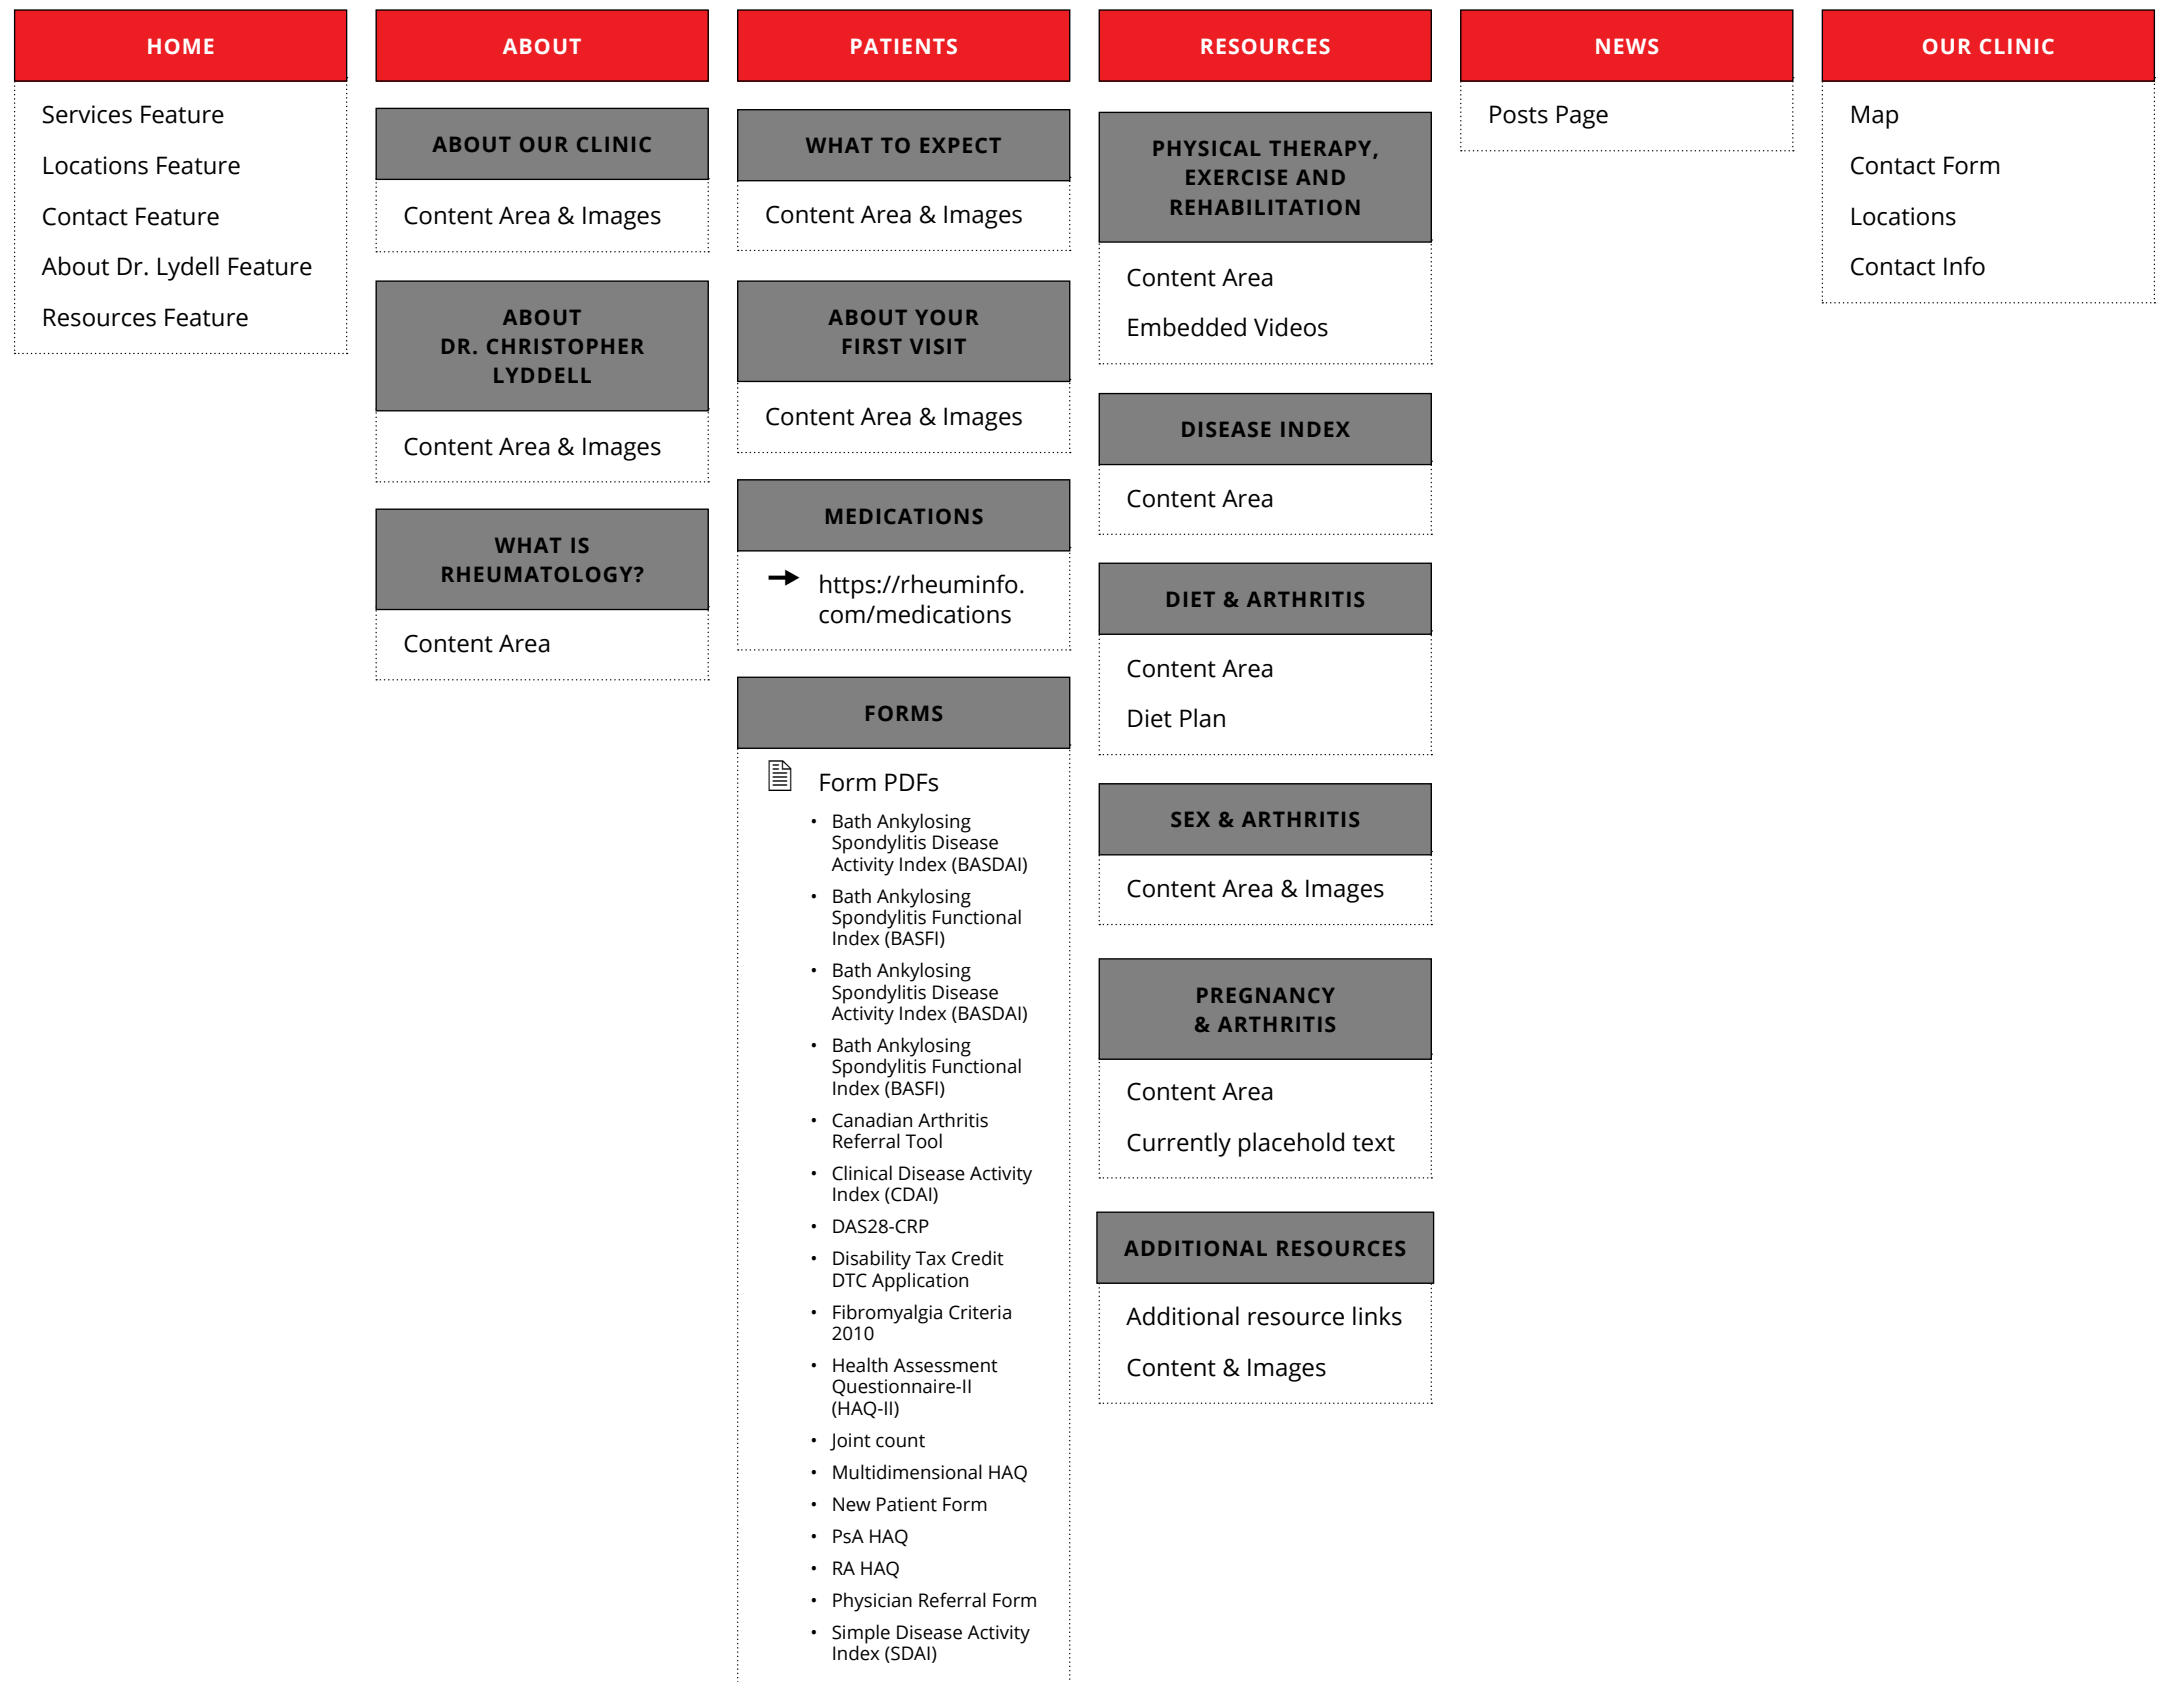 HOME
Services Feature
Locations Feature
Contact Feature
About Dr. Lydell Feature
Resources Feature
ABOUT
ABOUT OUR CLINIC
Content Area & Images
ABOUT
DR. CHRISTOPHER
LYDDELL
Content Area & Images
WHAT IS
RHEUMATOLOGY?
Content Area
PATIENTS
WHAT TO EXPECT
Content Area & Images
ABOUT YOUR
FIRST VISIT
Content Area & Images
MEDICATIONS
https://rheuminfo.
com/medications
FORMS
Form PDFs
• Bath Ankylosing
Spondylitis Disease
Activity Index (BASDAI)
• Bath Ankylosing
Spondylitis Functional
Index (BASFI)
• Bath Ankylosing
Spondylitis Disease
Activity Index (BASDAI)
• Bath Ankylosing
Spondylitis Functional
Index (BASFI)
• Canadian Arthritis
Referral Tool
• Clinical Disease Activity
Index (CDAI)
• DAS28-CRP
• Disability Tax Credit
DTC Application
• Fibromyalgia Criteria
2010
• Health Assessment
Questionnaire-II
(HAQ-II)
• Joint count
• Multidimensional HAQ
• New Patient Form
• PsA HAQ
• RA HAQ
• Physician Referral Form
• Simple Disease Activity
Index (SDAI)
RESOURCES
PHYSICAL THERAPY,
EXERCISE AND
REHABILITATION
Content Area
Embedded Videos
DISEASE INDEX
Content Area
DIET & ARTHRITIS
Content Area
Diet Plan
SEX & ARTHRITIS
Content Area & Images
PREGNANCY
& ARTHRITIS
Content Area
Currently placehold text
ADDITIONAL RESOURCES
Additional resource links
Content & Images
NEWS
Posts Page
OUR CLINIC
Map
Contact Form
Locations
Contact Info